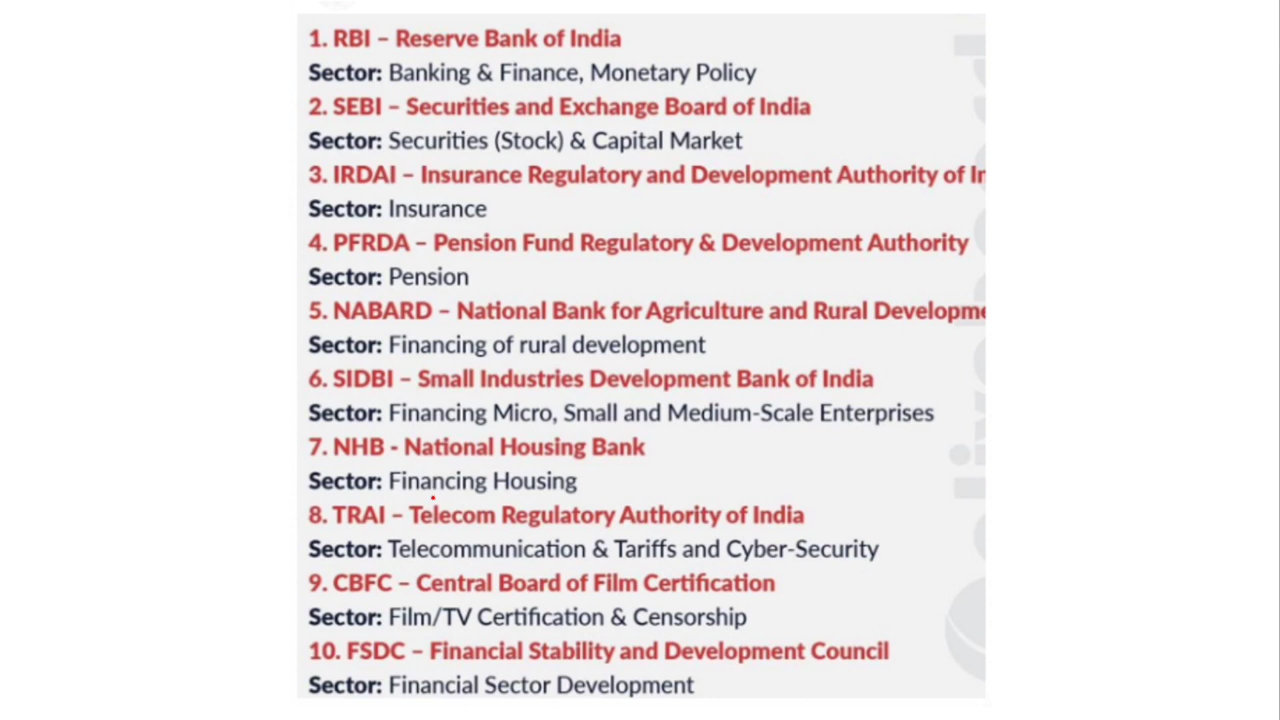 1. RBI – Reserve Bank of India
Sector: Banking & Finance, Monetary Policy
2. SEBI – Securities and Exchange Board of India
Sector: Securities (Stock) & Capital Market
3. IRDAI – Insurance Regulatory and Development Authority of
Sector: Insurance
4. PFRDA – Pension Fund Regulatory & Development Authority
Sector: Pension
5. NABARD – National Bank for Agriculture and Rural Developme
Sector: Financing of rural development
6. SIDBI – Small Industries Development Bank of India
Sector: Financing Micro, Small and Medium-Scale Enterprises
7. NHB - National Housing Bank
Sector: Financing Housing
8. TRAI – Telecom Regulatory Authority of India
Sector: Telecommunication & Tariffs and Cyber-Security
9. CBFC – Central Board of Film Certification
Sector: Film/TV Certification & Censorship
10. FSDC – Financial Stability and Development Council
Sector: Financial Sector Development